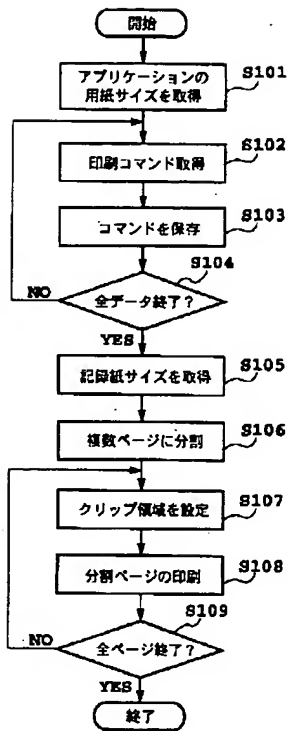 開始
アプリケーションの
用紙サイズを取得
S101
印刷コマンド取得
S102
コマンドを保存
S103
S104
全データ終了？
NO
YES
記録紙サイズを取得
S105
複数ページに分割
S106
クリップ領域を設定
S107
分割ページの印刷
S108
S109
全ページ終了？
NO
YES
終了